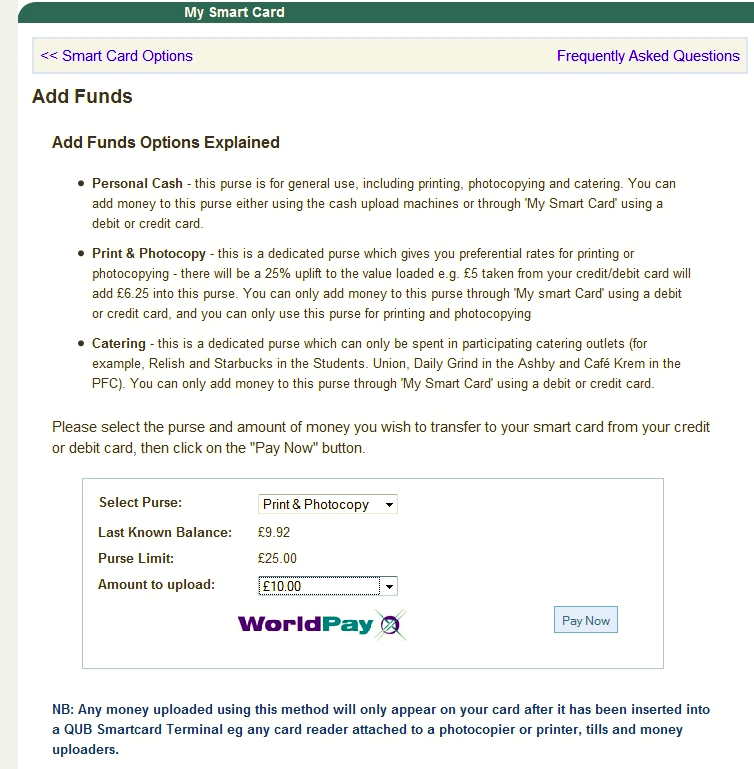 My Smart Card
<< Smart Card Options Frequently Asked Questions
Add Funds
Add Funds Options Explained
• Personal Cash - this purse is for general use, including printing, photocopying and catering. You can
add money to this purse either using the cash upload machines or through 'My Smart Card' using a
debit or credit card.
• Print & Photocopy - this is a dedicated purse which gives you preferential rates for printing or
photocopying - there will be a 25% uplift to the value loaded e.g. £5 taken from your credit/debit card will
add £6.25 into this purse. You can only add money to this purse through 'My smart Card' using a debit
or credit card, and you can only use this purse for printing and photocopying
• Catering - this is a dedicated purse which can only be spent in participating catering outlets (for
example, Relish and Starbucks in the Students. Union, Daily Grind in the Ashby and Café Krem in the
PFC). You can only add money to this purse through 'My Smart Card' using a debit or credit card.
Please select the purse and amount of money you wish to transfer to your smart card from your credit
or debit card, then click on the "Pay Now" button.
Select Purse: Print & Photocopy
Last Known Balance: £9.92
Purse Limit: £25.00
Amount to upload: £10.00
WorldPay Pay Now
NB: Any money uploaded using this method will only appear on your card after it has been inserted into
a QUB Smartcard Terminal eg any card reader attached to a photocopier or printer, tills and money
uploaders.